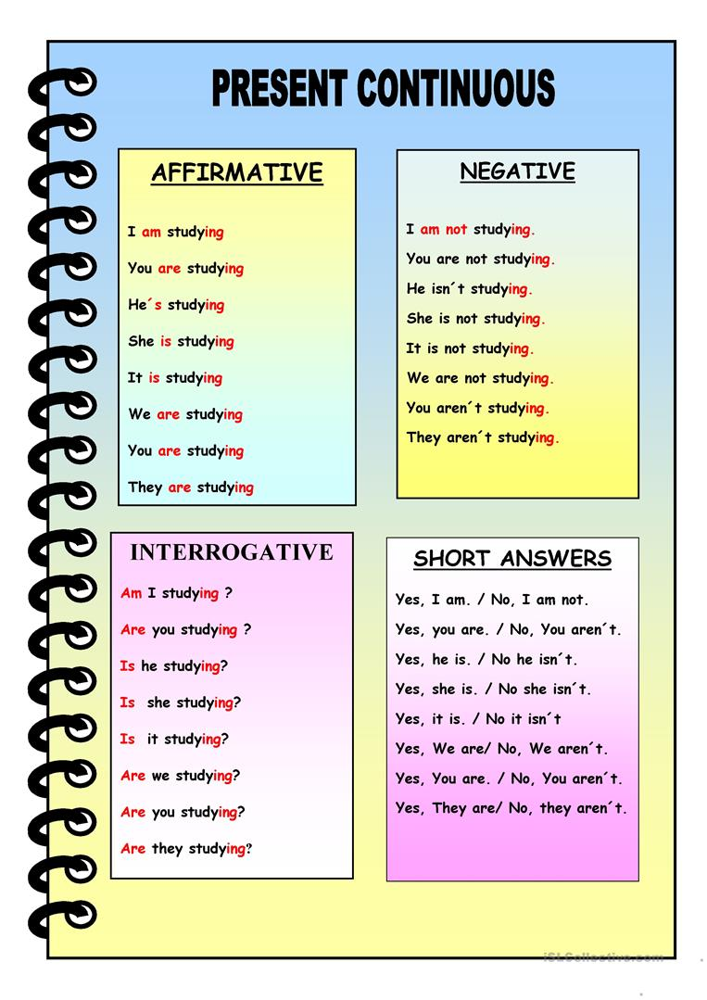 PRESENT CONTINUOUS
AFFIRMATIVE
I am studying
You are studying
He´s studying
She is studying
It is studying
We are studying
You are studying
They are studying
NEGATIVE
I am not studying.
You are not studying.
He isn´t studying.
She is not studying.
It is not studying.
We are not studying.
You aren´t studying.
They aren´t studying.
INTERROGATIVE
Am I studying ?
Are you studying ?
Is he studying?
Is she studying?
Is it studying?
Are we studying?
Are you studying?
Are they studying?
SHORT ANSWERS
Yes, I am. / No, I am not.
Yes, you are. / No, You aren´t.
Yes, he is. / No he isn´t.
Yes, she is. / No she isn´t.
Yes, it is. / No it isn´t
Yes, We are/ No, We aren´t.
Yes, You are. / No, You aren´t.
Yes, They are/ No, they aren´t.
iSLCollective.com